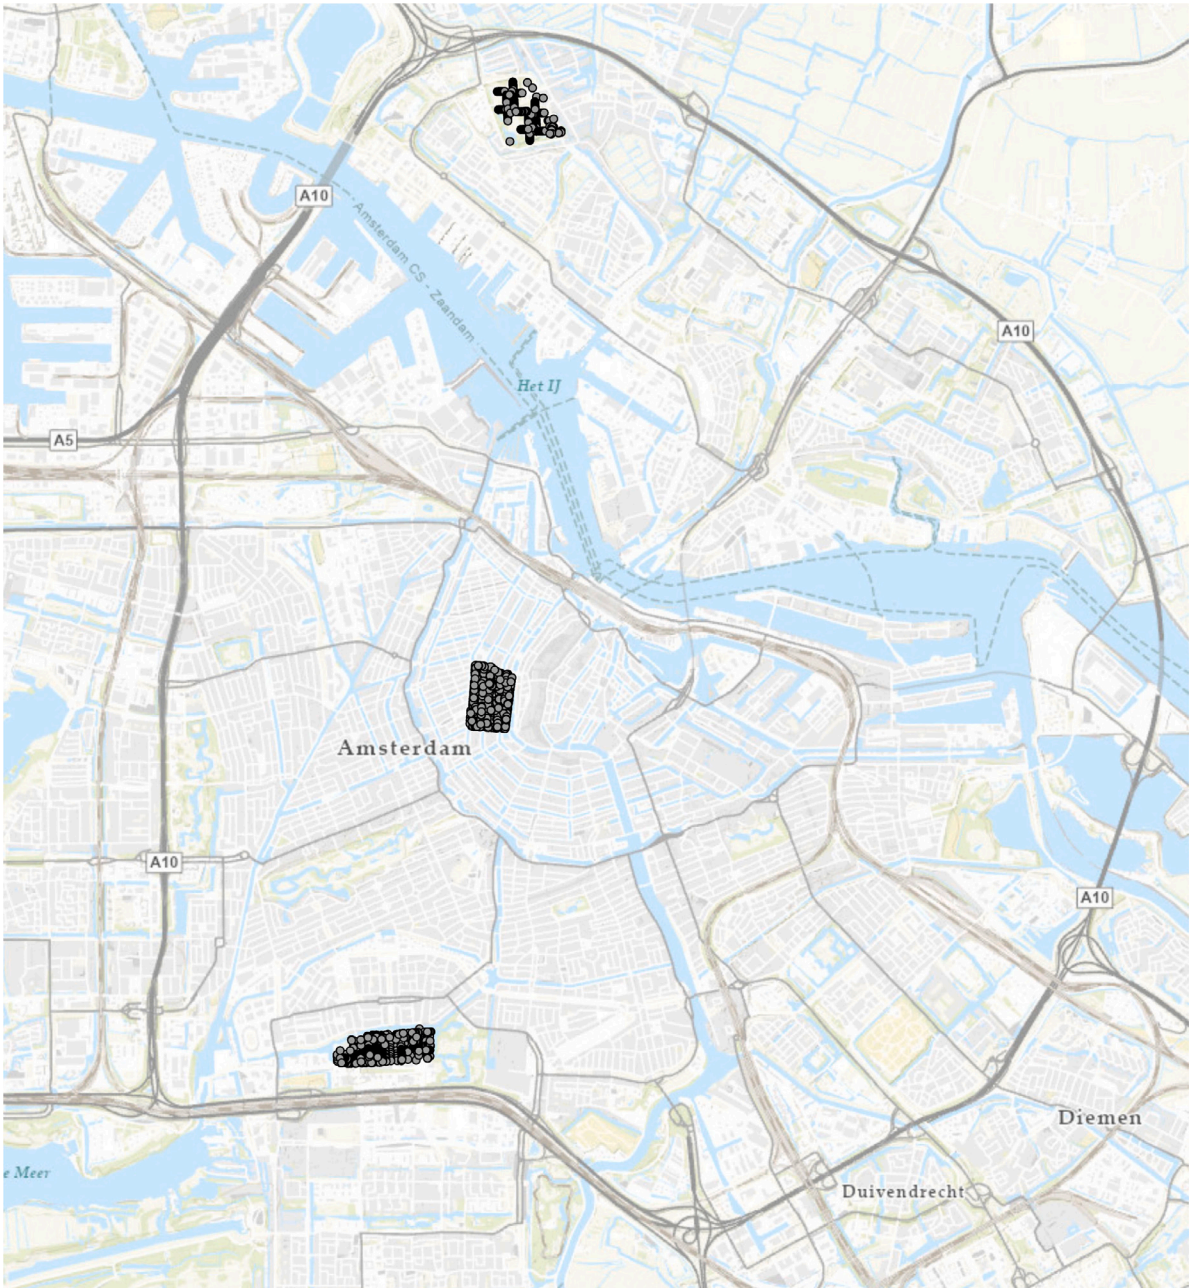 A10
Amsterdam CS - Zaandam
A10
Het IJ
A5
Amsterdam
A10
A10
Diemen
e Meer
Duivendrecht